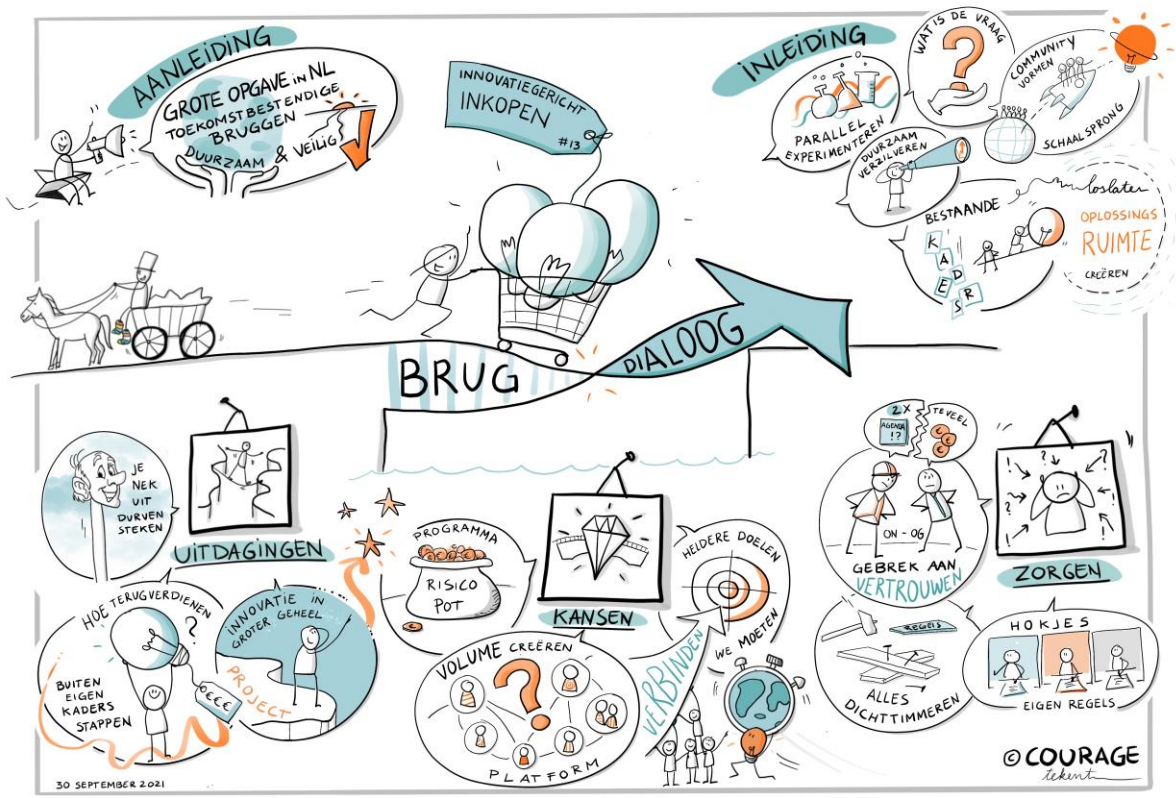 AANLEIDING
GROTE OPGAVE in NL
TOEKOMSTBESTENDIGE
BRUGGEN
DUURZAAM & VEILIG
INNOVATIEGERICHT
INKOPEN
#13
INLEIDING
PARALLEL
EXPERIMENTEREN
WAT IS DE VRAAG
?
COMMUNITY
VORMEN
SCHAALSPRONG
DUURZAAM
VERZILVEREN
BESTAANDE
KADERS
loslaten
OPLOSSINGS
RUIMTE
CREËREN
BRUG
DIALOOG
JE
NEK
UIT
DURVEN
STEKEN
UITDAGINGEN
HOE TERUGVERDIENEN
?
BUITEN
EIGEN
KADERS
STAPPEN
O€€€
INNOVATIE IN
GROTER GEHEEL
PROJECT
PROGRAMMA
RISICO
POT
KANSEN
VOLUME CREËREN
?
PLATFORM
HEIDERE DOELEN
WE MOETEN
VERBINDEN
2X
AGENDA
!?
TE VEEL
€
€
€
ON - OG
GEBREK AAN
VERTROUWEN
ZORGEN
REGELS
ALLES
DICHTTIMMEREN
HOKJES
EIGEN REGELS
30 SEPTEMBER 2021
© COURAGE
tekent